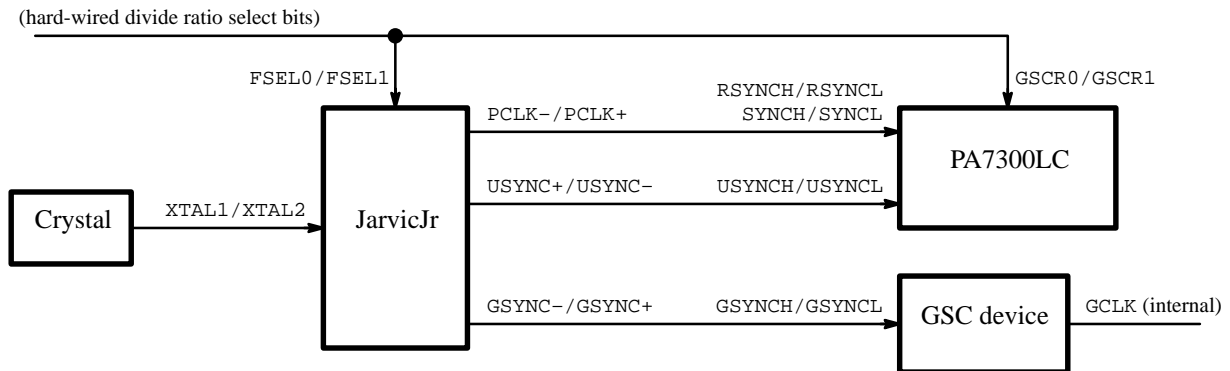 (hard-wired divide ratio select bits)
FSEL0/FSEL1
GSCR0/GSCR1
RSYNCH/RSYNCL
PCLK−/PCLK+
SYNCH/SYNCL
PA7300LC
USYNC+/USYNC−
USYNCH/USYNCL
XTAL1/XTAL2
Crystal
JarvicJr
GSYNC−/GSYNC+
GSYNCH/GSYNCL
GSC device
GCLK (internal)